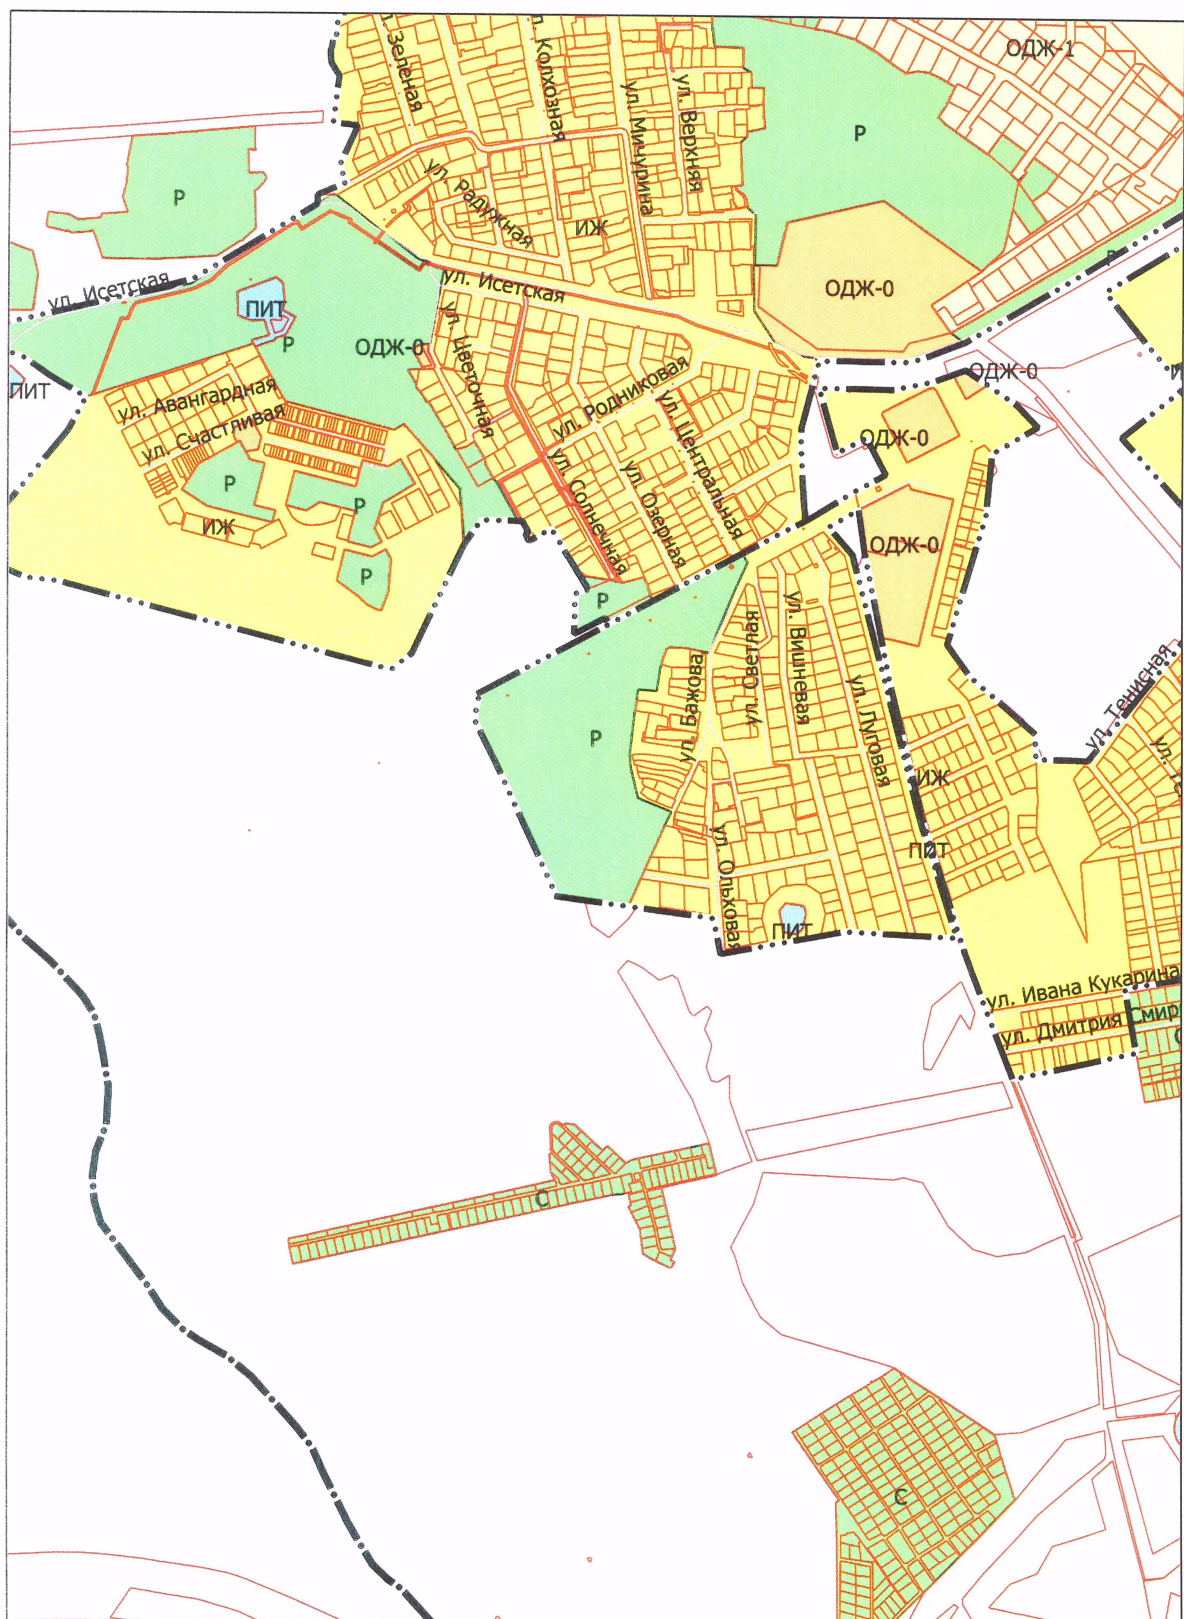 ОДЖ-1
ул. Колхозная
Зеленая
ул. Мичурина
ул. Верхняя
Р
ул. Радужная
Р
ИЖ
Р
ул. Исетская
ул. Исетская
ОДЖ-0
ПИТ
ул. Цветочная
Р
ОДЖ-0
ОДЖ-0
ПИТ
ул. Авангардная
ул. Родниковая
ул. Счастливая
ул. Центральная
ОДЖ-0
Р
ул. Солнечная
ул. Озерная
Р
ИЖ
ОДЖ-0
Р
Р
ул. Вишневая
ул. Светлая
ул. Бажова
ул. Тенисная
Р
ул. Луговая
ИЖ
ПИТ
ул. Ольховая
ПИТ
ул. Ивана Кукарина
ул. Дмитрия
Смир
С
С